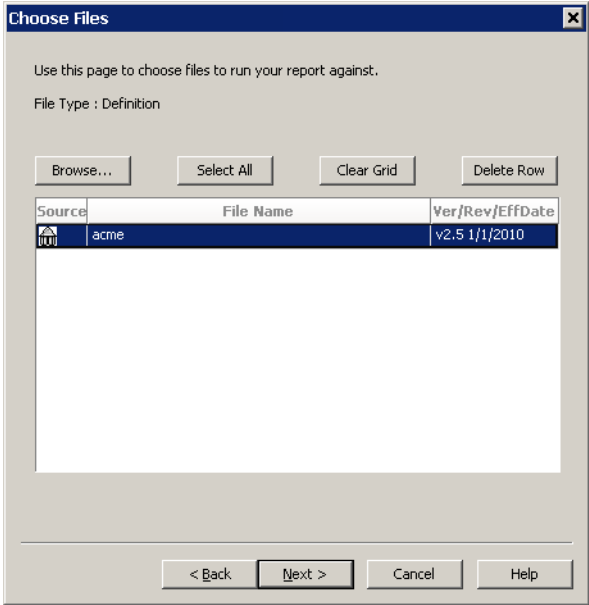 Choose Files
Use this page to choose files to run your report against.
File Type : Definition
Browse... Select All Clear Grid Delete Row
Source File Name Ver/Rev/EffDate
acme v2.5 1/1/2010
< Back Next > Cancel Help